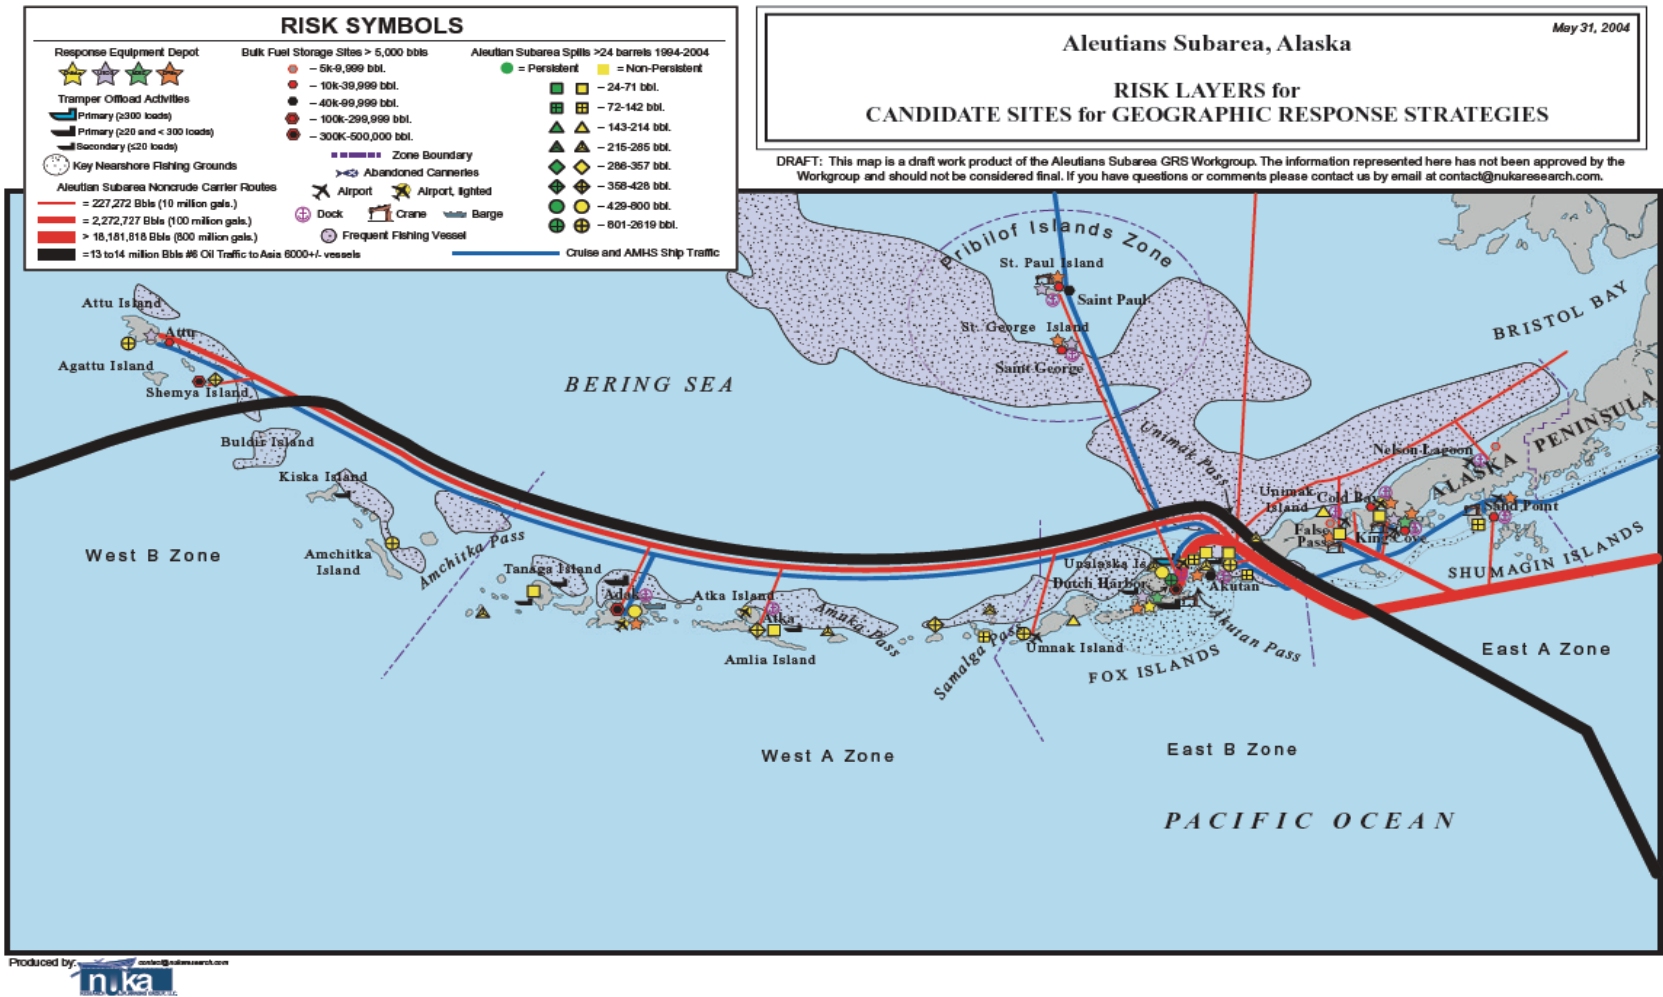 RISK SYMBOLS
Response Equipment Depot
Tramper Offload Activities
Primary (≥300 loads)
Primary (≥20 and < 300 loads)
Secondery (≤20 loads)
Key Nearshore Fishing Grounds
Aleutian Subarea Noncrude Carrier Routes
= 227,272 Bbls (10 million gals.)
= 2,272,727 Bbls (100 million gals.)
> 18,181,818 Bbls (800 million gals.)
=13 to14 million Bbls #6 Oil Traffic to Asia 6000+/- vessels
Bulk Fuel Storage Sites > 5,000 bbls
– 5k-9,999 bbl.
– 10k-39,999 bbl.
– 40k-99,999 bbl.
– 100k-299,999 bbl.
– 300K-500,000 bbl.
Zone Boundary
Abandoned Canneries
Airport
Airport, lighted
Dock
Crane
Barge
Frequent Fishing Vessel
Cruise and AMHS Ship Traffic
Aleutian Subarea Spills >24 barrels 1994-2004
= Persistent
= Non-Persistent
– 24-71 bbl.
– 72-142 bbl.
– 143-214 bbl.
– 215-285 bbl.
– 286-357 bbl.
– 358-428 bbl.
– 429-800 bbl.
– 801-2619 bbl.
May 31, 2004
Aleutians Subarea, Alaska
RISK LAYERS for
CANDIDATE SITES for GEOGRAPHIC RESPONSE STRATEGIES
DRAFT: This map is a draft work product of the Aleutians Subarea GRS Workgroup. The information represented here has not been approved by the
Workgroup and should not be considered final. If you have questions or comments please contact us by email at contact@nukaresearch.com.
Pribilof Islands Zone
St. Paul Island
Saint Paul
St. George Island
Saint George
BRISTOL BAY
BERING SEA
Attu Island
Attu
Agattu Island
Shemya Island
Buldir Island
Kiska Island
Amchitka Island
Amchitka Pass
West B Zone
Tanaga Island
Adak
Atka Island
Atka
Amlia Island
Amuka Pass
Samalga Pass
Umnak Island
Unalaska Is.
Dutch Harbor
Akutan
Akutan Pass
FOX ISLANDS
Unimak Pass
Unimak Island
Cold Bay
False Pass
King Cove
Nelson Lagoon
ALASKA PENINSULA
Sand Point
SHUMAGIN ISLANDS
East A Zone
West A Zone
East B Zone
PACIFIC OCEAN
Produced by:
contact@nukaresearch.com
nuka